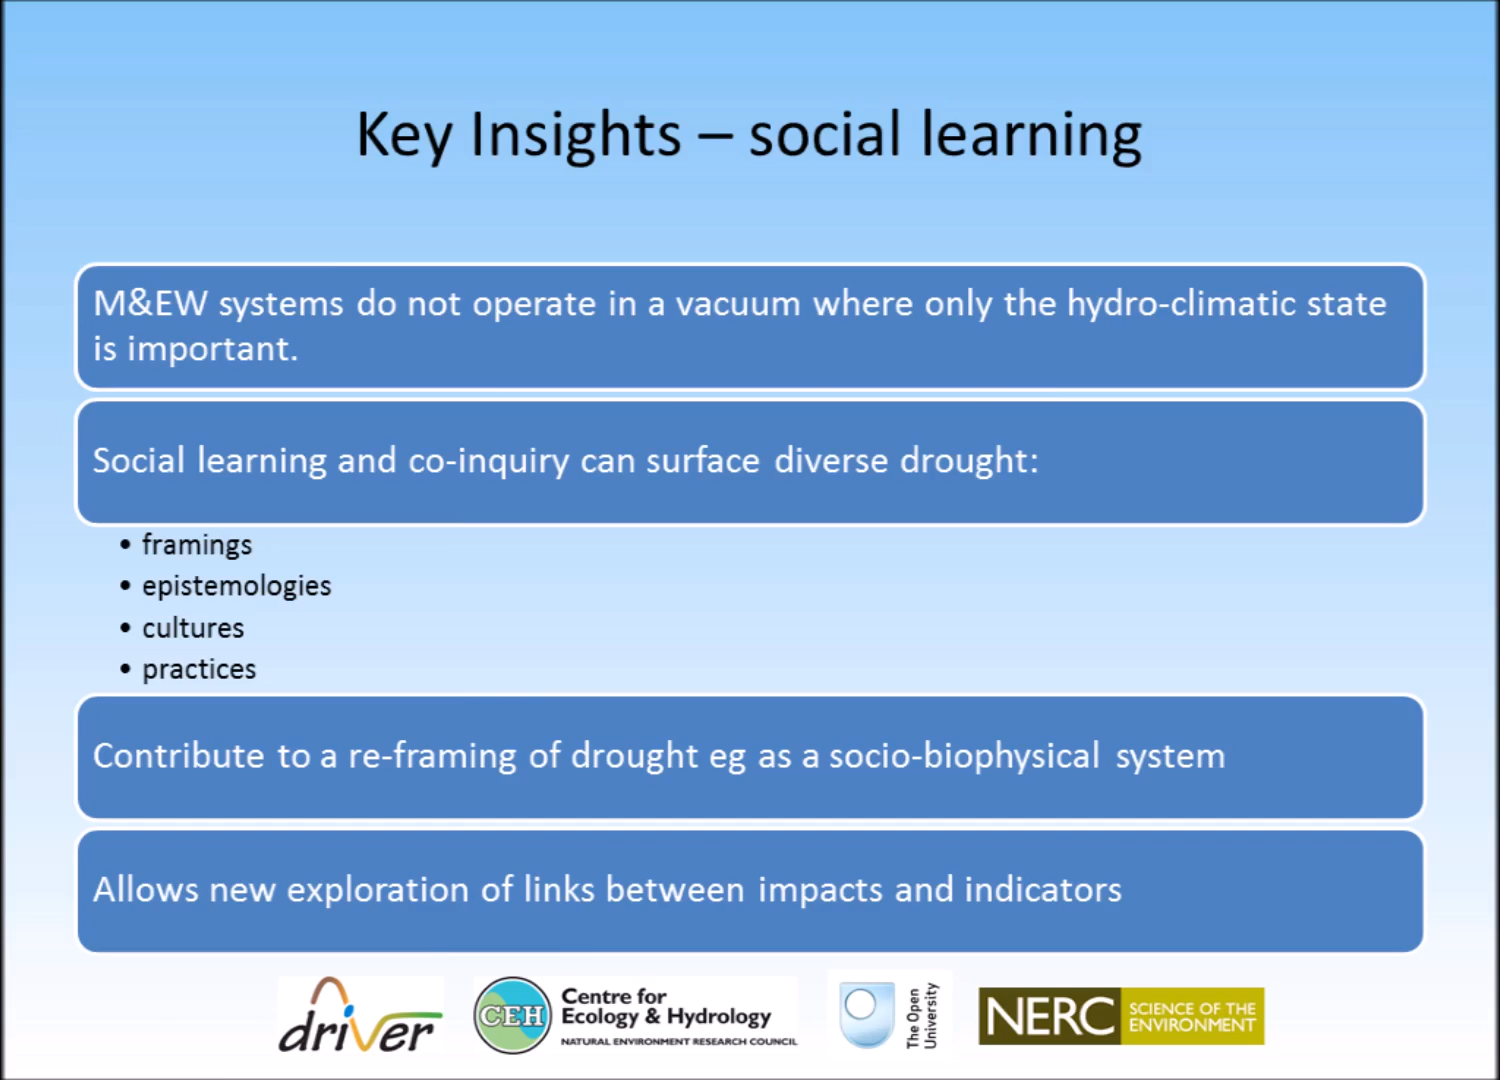 Key Insights – social learning
M&EW systems do not operate in a vacuum where only the hydro-climatic state
is important.
Social learning and co-inquiry can surface diverse drought:
• framings
• epistemologies
• cultures
• practices
Contribute to a re-framing of drought eg as a socio-biophysical system
Allows new exploration of links between impacts and indicators
driver
CEH
Centre for
Ecology & Hydrology
NATURAL ENVIRONMENT RESEARCH COUNCIL
The Open
University
NERC
SCIENCE OF THE
ENVIRONMENT